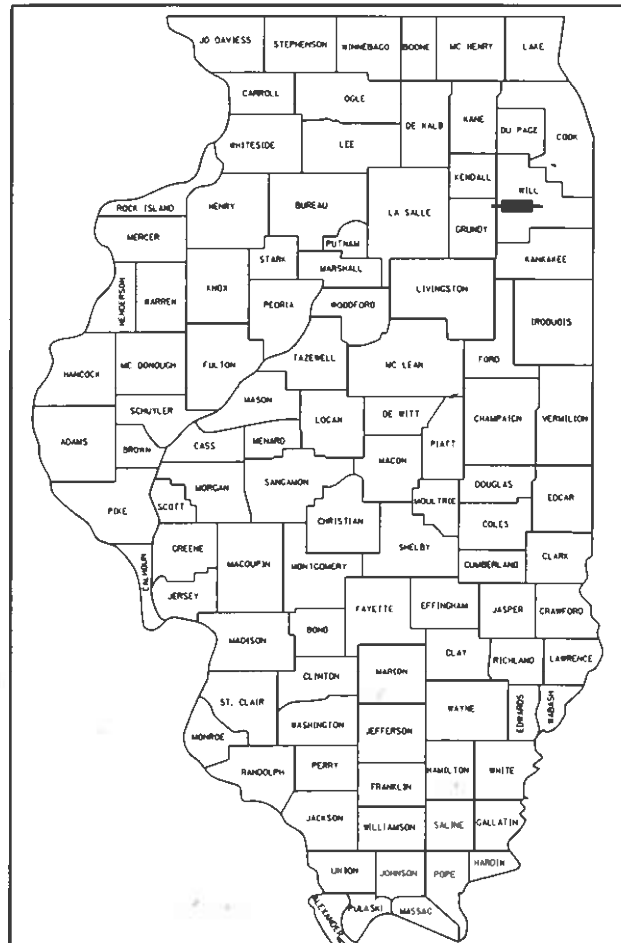 JO DAVIESS
STEPHENSON
WINNEBAGO
BOONE
MC HENRY
LAKE
CARROLL
OGLE
DE KALB
KANE
DU PAGE
COOK
WHITESIDE
LEE
KENDALL
WILL
ROCK ISLAND
HENRY
BUREAU
LA SALLE
GRUNDY
MERCER
PUTNAM
STARK
MARSHALL
KANKAKEE
HENDERSON
WARREN
KNOX
PEORIA
WOODFORD
LIVINGSTON
IROQUOIS
HANCOCK
MC DONOUGH
FULTON
TAZEWELL
MC LEAN
FORD
MASON
SCHUYLER
LOGAN
DE WITT
CHAMPAIGN
VERMILION
ADAMS
BROWN
CASS
MENARD
PIATT
MACON
PIKE
SCOTT
MORGAN
SANGAMON
MOULTRIE
DOUGLAS
EDGAR
CHRISTIAN
COLES
CALHOUN
GREENE
MACOUPIN
MONTGOMERY
SHELBY
CUMBERLAND
CLARK
JERSEY
FAYETTE
EFFINGHAM
JASPER
CRAWFORD
MADISON
BOND
CLAY
RICHLAND
LAWRENCE
CLINTON
MARION
ST. CLAIR
WAYNE
EDWARDS
WABASH
MONROE
WASHINGTON
JEFFERSON
RANDOLPH
PERRY
HAMILTON
WHITE
FRANKLIN
JACKSON
WILLIAMSON
SALINE
GALLATIN
UNION
JOHNSON
POPE
HARDIN
ALEXANDER
PULASKI
MASSAC